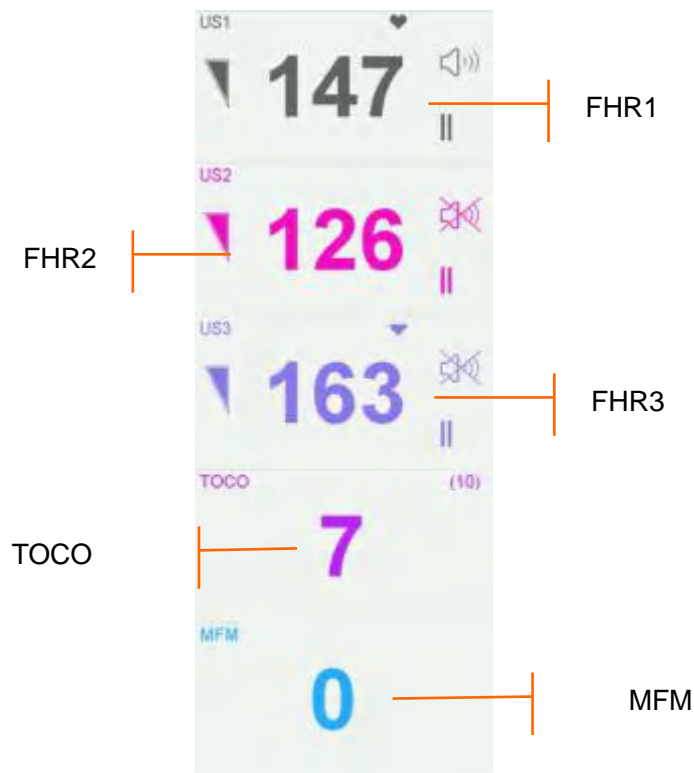 US1
147
FHR1
US2
126
FHR2
US3
163
FHR3
TOCO (10)
7
TOCO
MFM
0
MFM